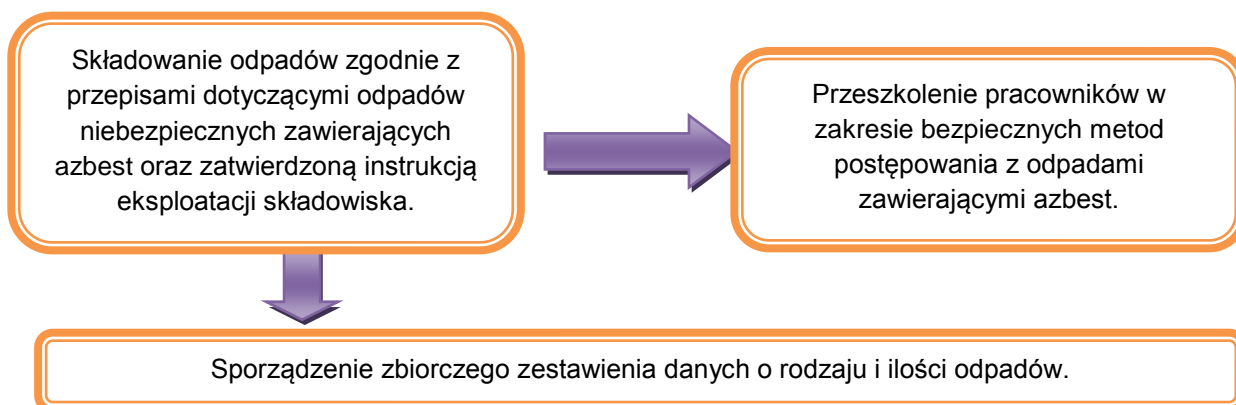 Składowanie odpadów zgodnie z
przepisami dotyczącymi odpadów
niebezpiecznych zawierających
azbest oraz zatwierdzoną instrukcją
eksploatacji składowiska.
Przeszkolenie pracowników w
zakresie bezpiecznych metod
postępowania z odpadami
zawierającymi azbest.
Sporządzenie zbiorczego zestawienia danych o rodzaju i ilości odpadów.